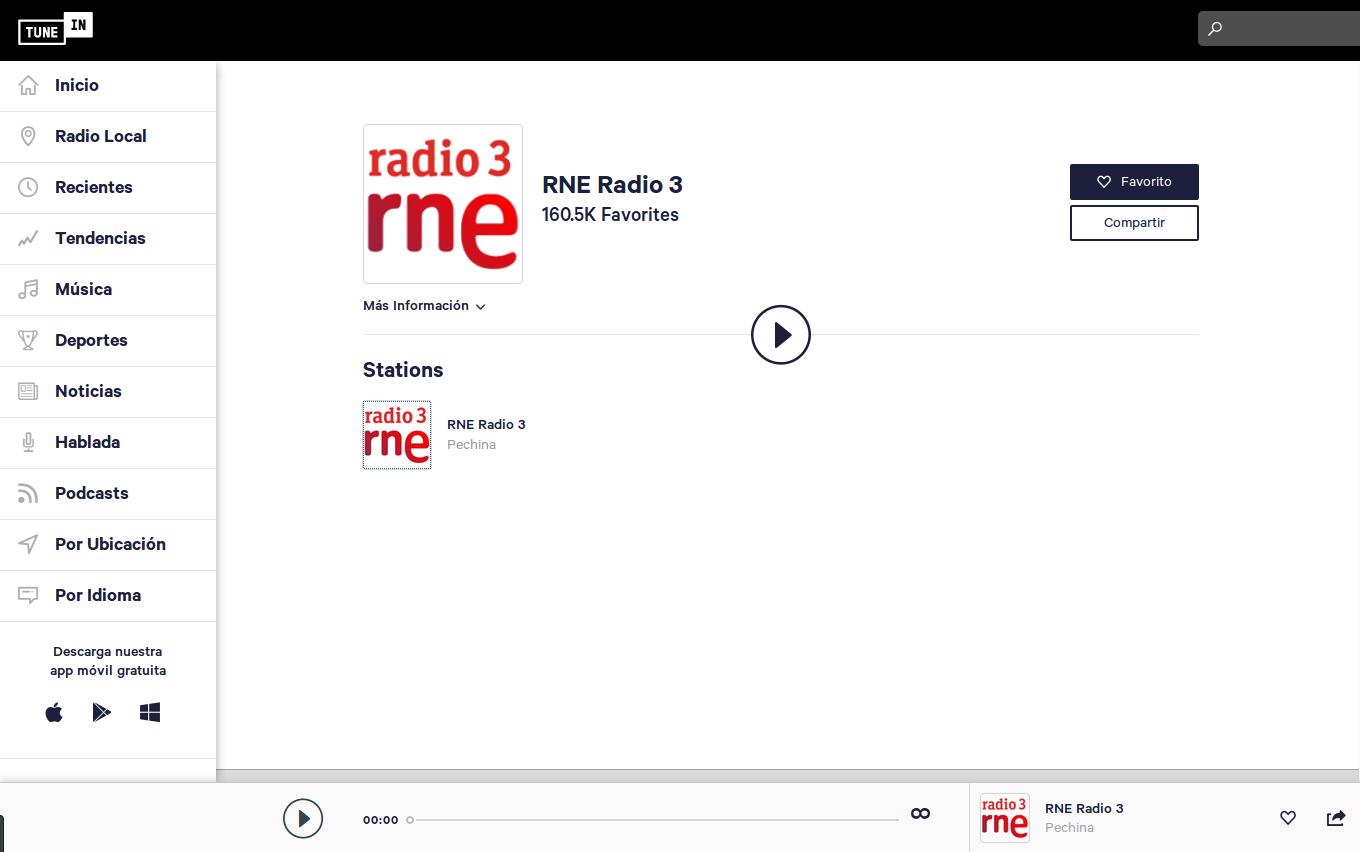 TUNE IN
Inicio
Radio Local
Recientes
Tendencias
Música
Deportes
Noticias
Hablada
Podcasts
Por Ubicación
Por Idioma
Descarga nuestra
app móvil gratuita
radio 3
rne
RNE Radio 3
160.5K Favorites
Favorito
Compartir
Más Información
Stations
radio 3
rne
RNE Radio 3
Pechina
00:00
radio 3
rne
RNE Radio 3
Pechina